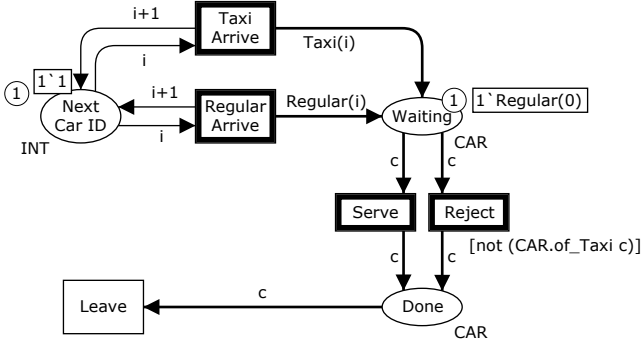 i+1
Taxi
Arrive
Taxi(i)
i
1
1`1
Next
Car ID
INT
i+1
Regular
Arrive
Regular(i)
i
Waiting
1
1`Regular(0)
CAR
c
c
Serve
Reject
[not (CAR.of_Taxi c)]
c
c
Leave
c
Done
CAR